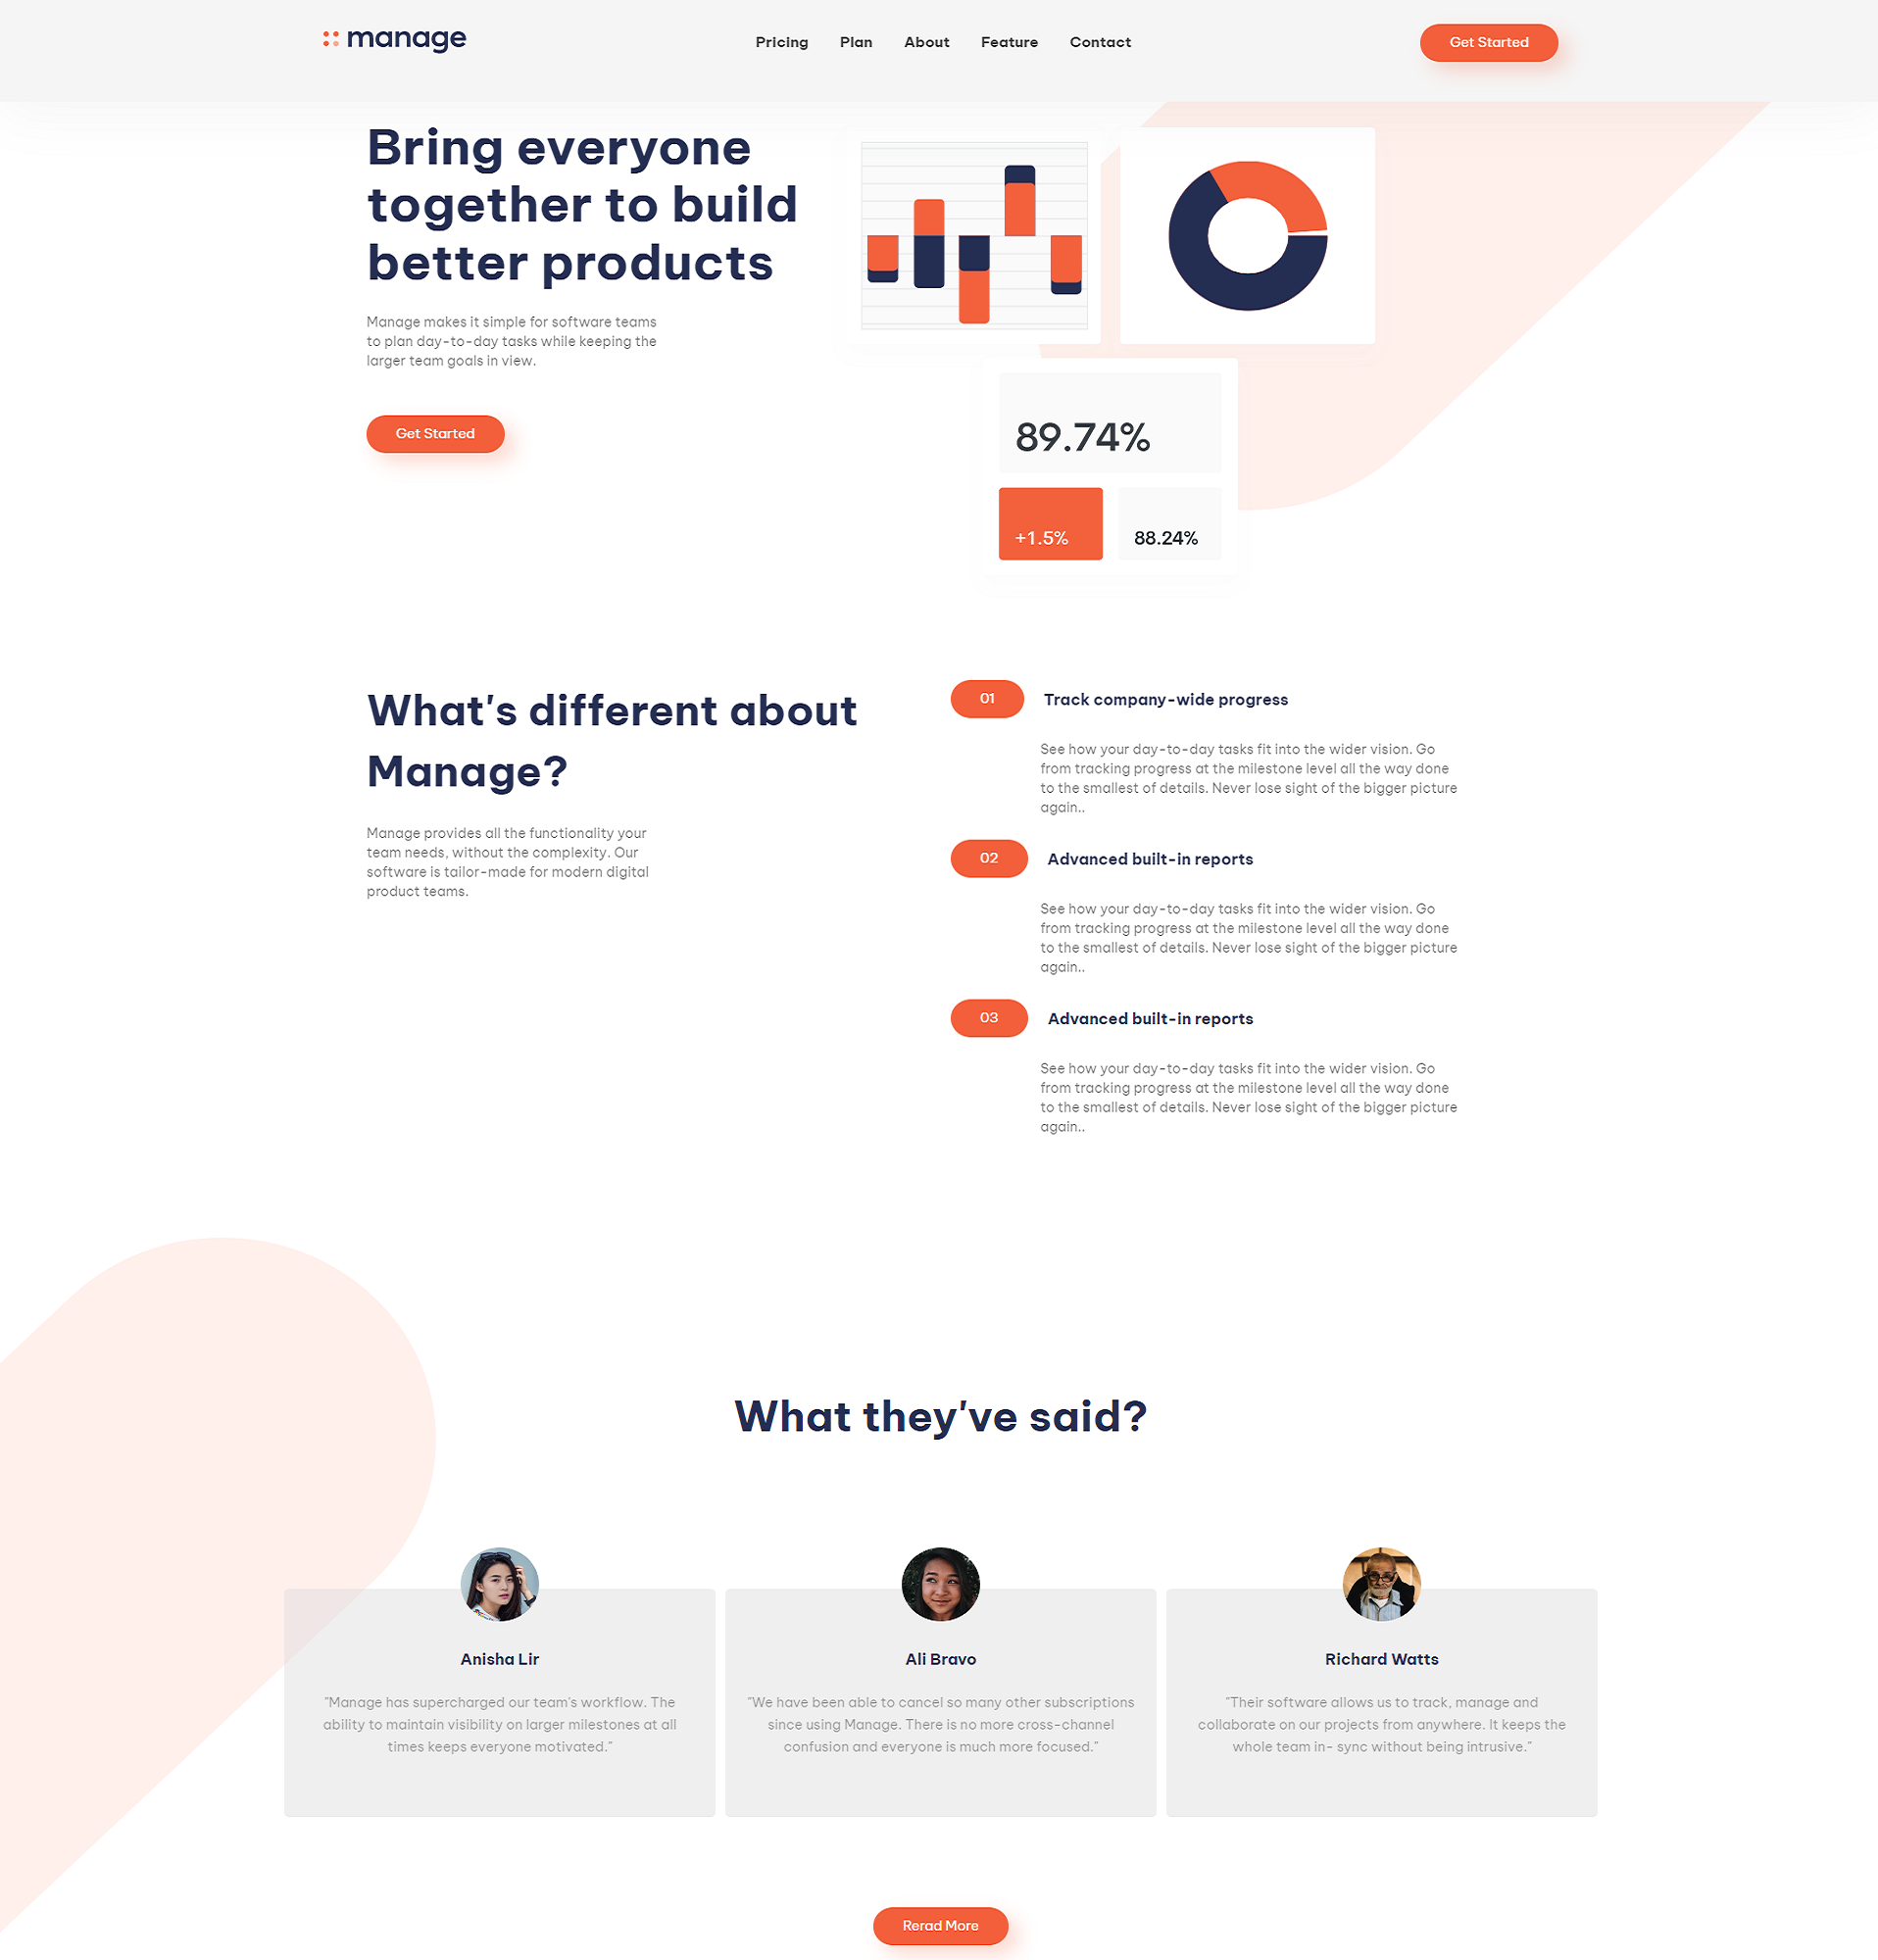 manage
Pricing Plan About Feature Contact
Get Started
Bring everyone
together to build
better products
Manage makes it simple for software teams
to plan day-to-day tasks while keeping the
larger team goals in view.
Get Started
89.74%
+1.5%
88.24%
What's different about
Manage?
Manage provides all the functionality your
team needs, without the complexity. Our
software is tailor-made for modern digital
product teams.
01 Track company-wide progress
See how your day-to-day tasks fit into the wider vision. Go
from tracking progress at the milestone level all the way done
to the smallest of details. Never lose sight of the bigger picture
again..
02 Advanced built-in reports
See how your day-to-day tasks fit into the wider vision. Go
from tracking progress at the milestone level all the way done
to the smallest of details. Never lose sight of the bigger picture
again..
03 Advanced built-in reports
See how your day-to-day tasks fit into the wider vision. Go
from tracking progress at the milestone level all the way done
to the smallest of details. Never lose sight of the bigger picture
again..
What they've said?
Anisha Lir
"Manage has supercharged our team's workflow. The
ability to maintain visibility on larger milestones at all
times keeps everyone motivated."
Ali Bravo
"We have been able to cancel so many other subscriptions
since using Manage. There is no more cross-channel
confusion and everyone is much more focused."
Richard Watts
"Their software allows us to track, manage and
collaborate on our projects from anywhere. It keeps the
whole team in- sync without being intrusive."
Rerad More